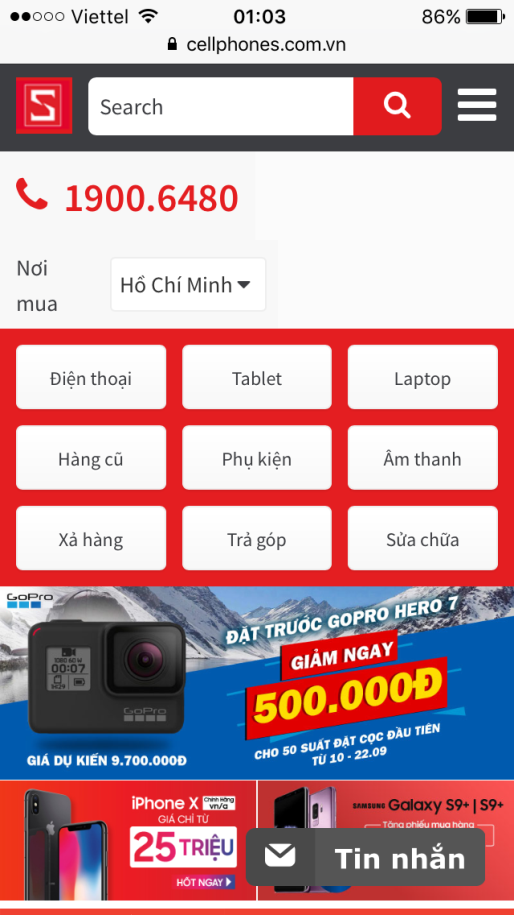 Viettel 01:03 86%
cellphones.com.vn
S Search
1900.6480
Nơi mua
Hồ Chí Minh
Điện thoại Tablet Laptop
Hàng cũ Phụ kiện Âm thanh
Xả hàng Trả góp Sửa chữa
GoPro
ĐẶT TRƯỚC GOPRO HERO 7
GIẢM NGAY
500.000Đ
CHO 50 SUẤT ĐẶT CỌC ĐẦU TIÊN
TỪ 10 - 22.09
00:07
GoPro
GIÁ DỰ KIẾN 9.700.000Đ
iPhone X Chính Hãng vn/a
GIÁ CHỈ TỪ
25 TRIỆU
HỐT NGAY
SAMSUNG Galaxy S9+ | S9+
Tặng phiếu mua hàng
Tin nhắn